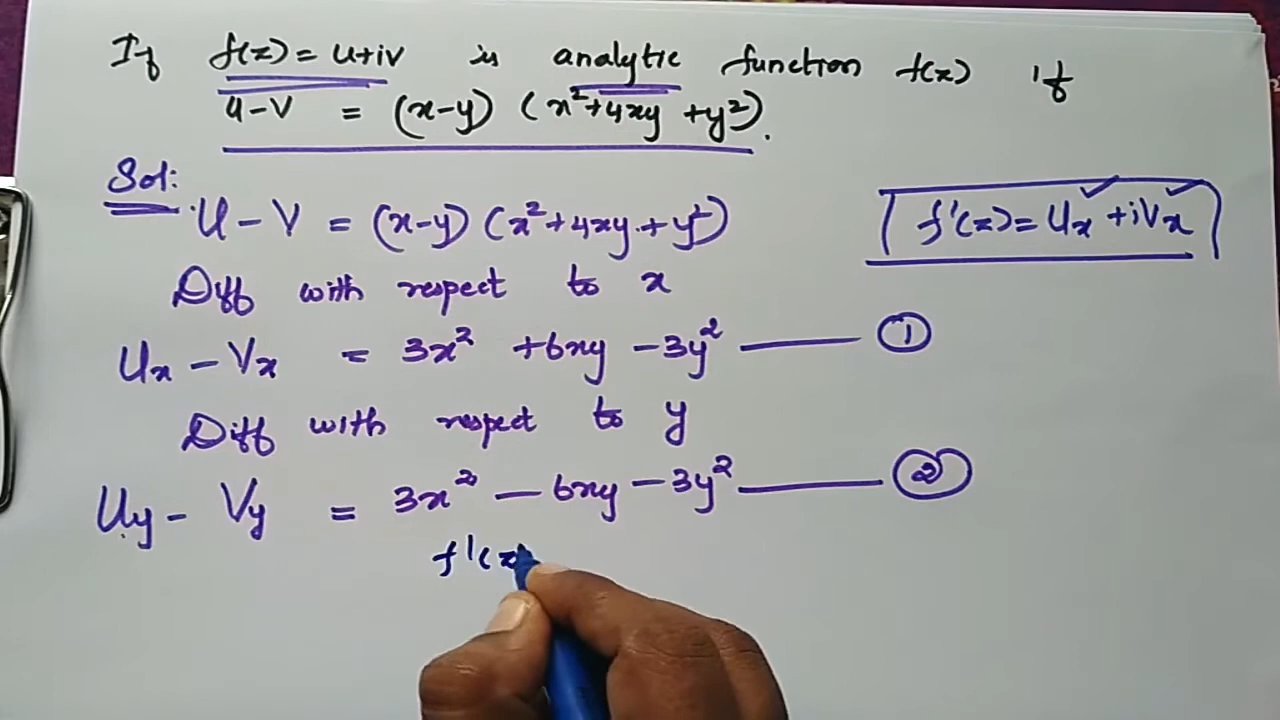 If f(z) = u+iv is analytic function f(z) if
u-v = (x-y) (x²+4xy+y²).
Sol:
u-v = (x-y) (x²+4xy+y²)
f'(z) = Ux + iVx
Diff with respect to x
Ux - Vx = 3x² + 6xy - 3y² —— ①
Diff with respect to y
Uy - Vy = 3x² - 6xy - 3y² —— ②
f'(z